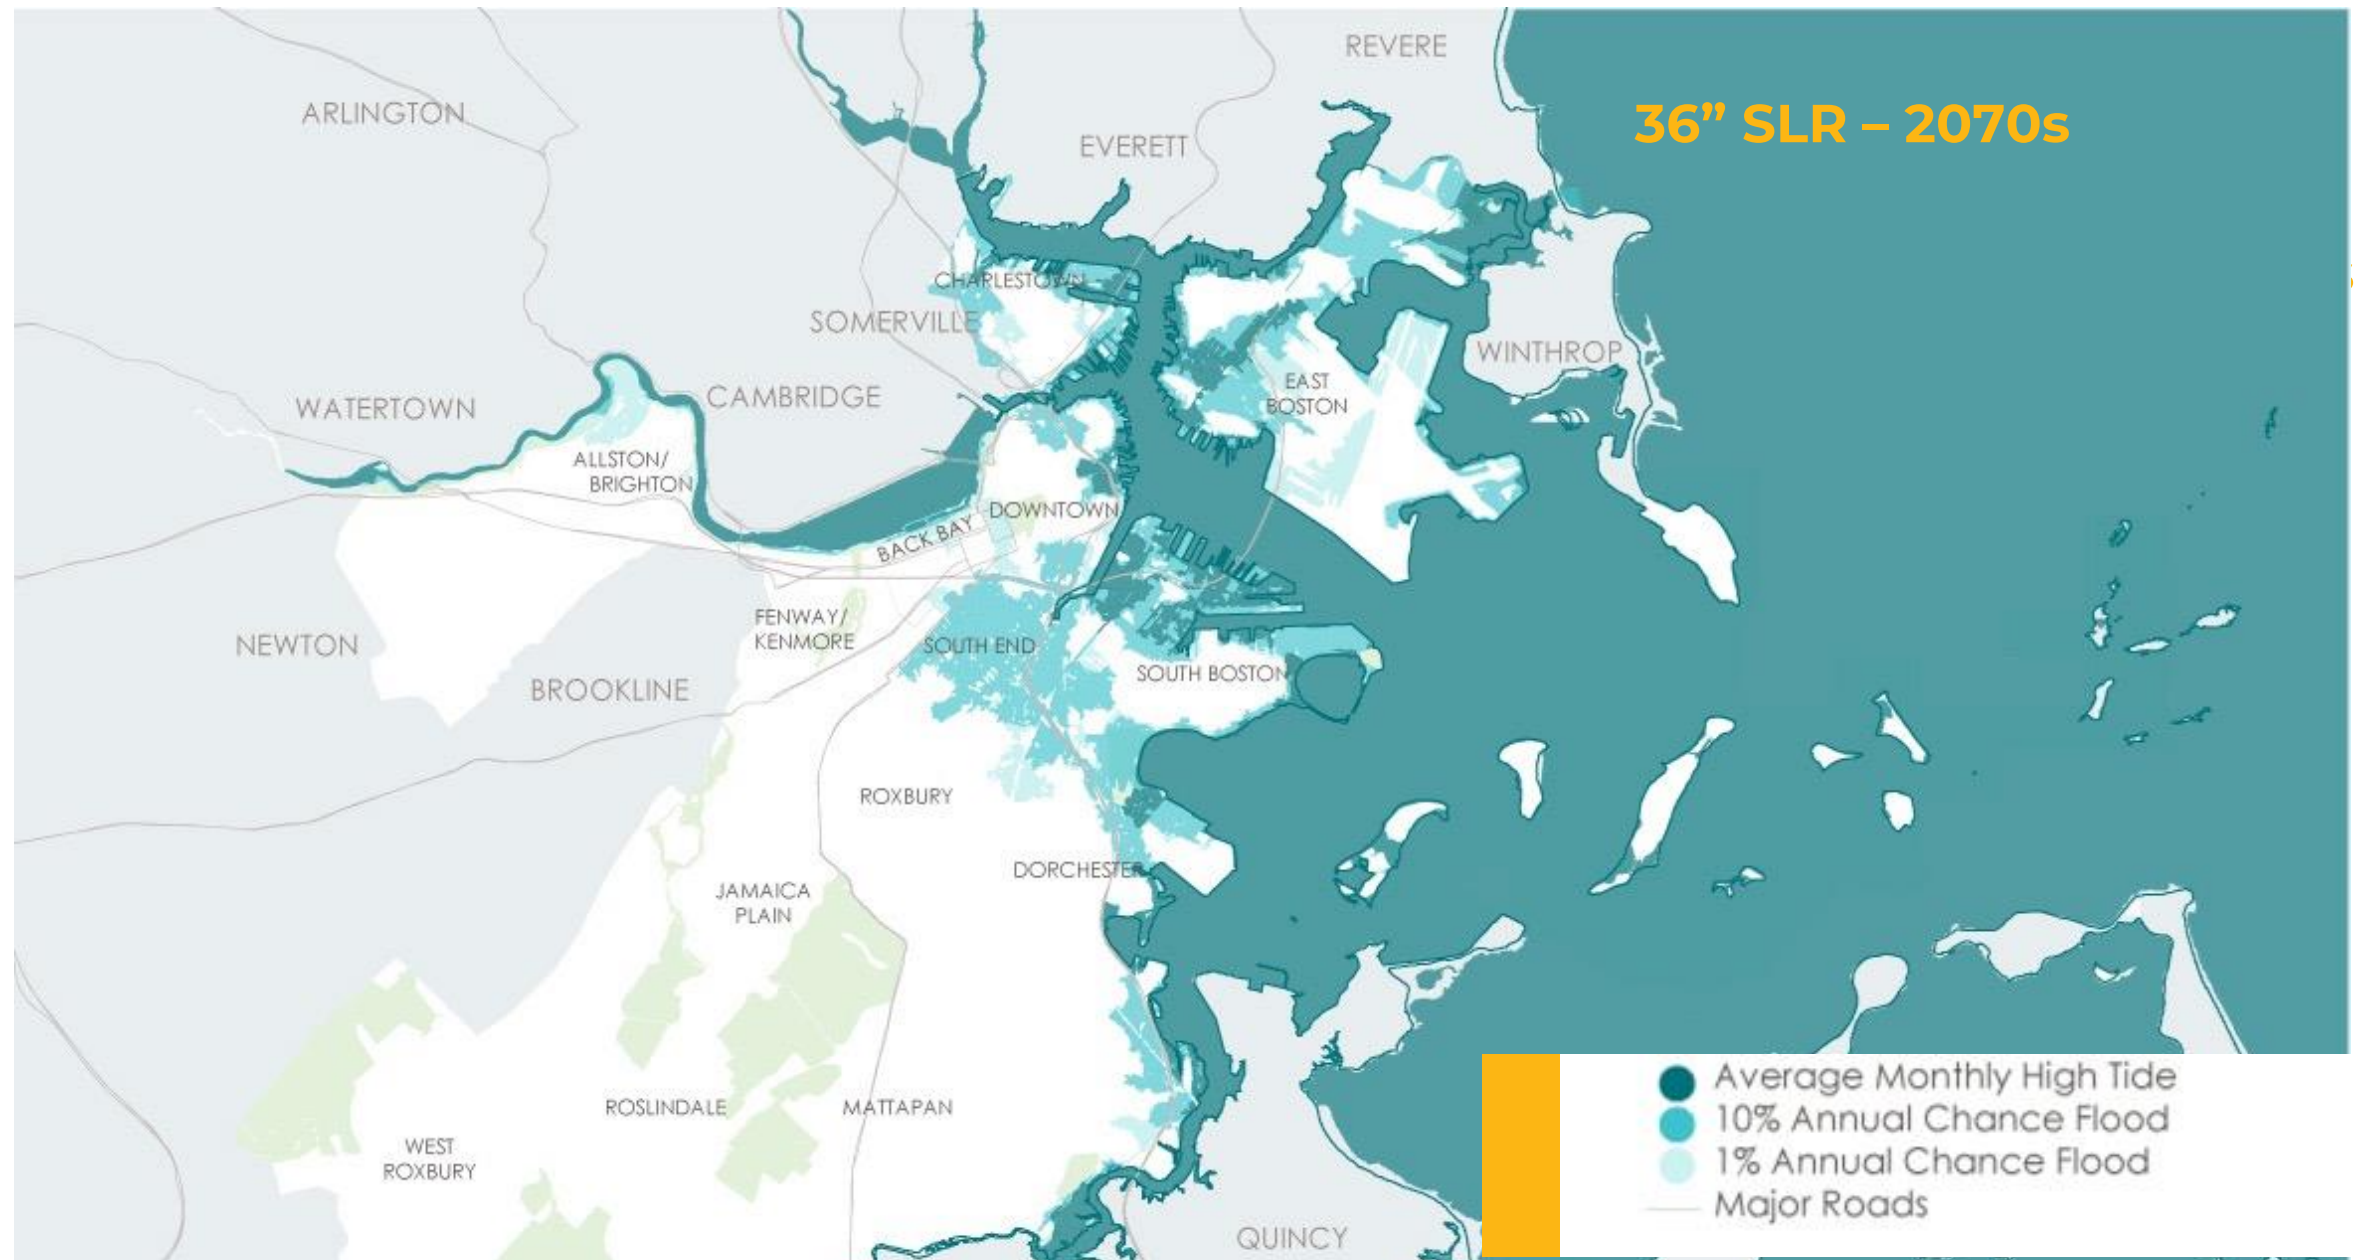 REVERE
36” SLR – 2070s
ARLINGTON
EVERETT
CHARLESTOWN
SOMERVILLE
WINTHROP
EAST
BOSTON
CAMBRIDGE
WATERTOWN
ALLSTON/
BRIGHTON
DOWNTOWN
BACK BAY
FENWAY/
KENMORE
SOUTH END
NEWTON
SOUTH BOSTON
BROOKLINE
ROXBURY
DORCHESTER
JAMAICA
PLAIN
ROSLINDALE
MATTAPAN
WEST
ROXBURY
QUINCY
Average Monthly High Tide
10% Annual Chance Flood
1% Annual Chance Flood
Major Roads